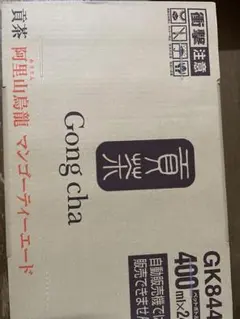 衝撃注意
GK844
400ml×2
自動販売機では
販売できません
貢茶
Gong cha
貢茶 阿里山烏龍 マンゴーティーエード